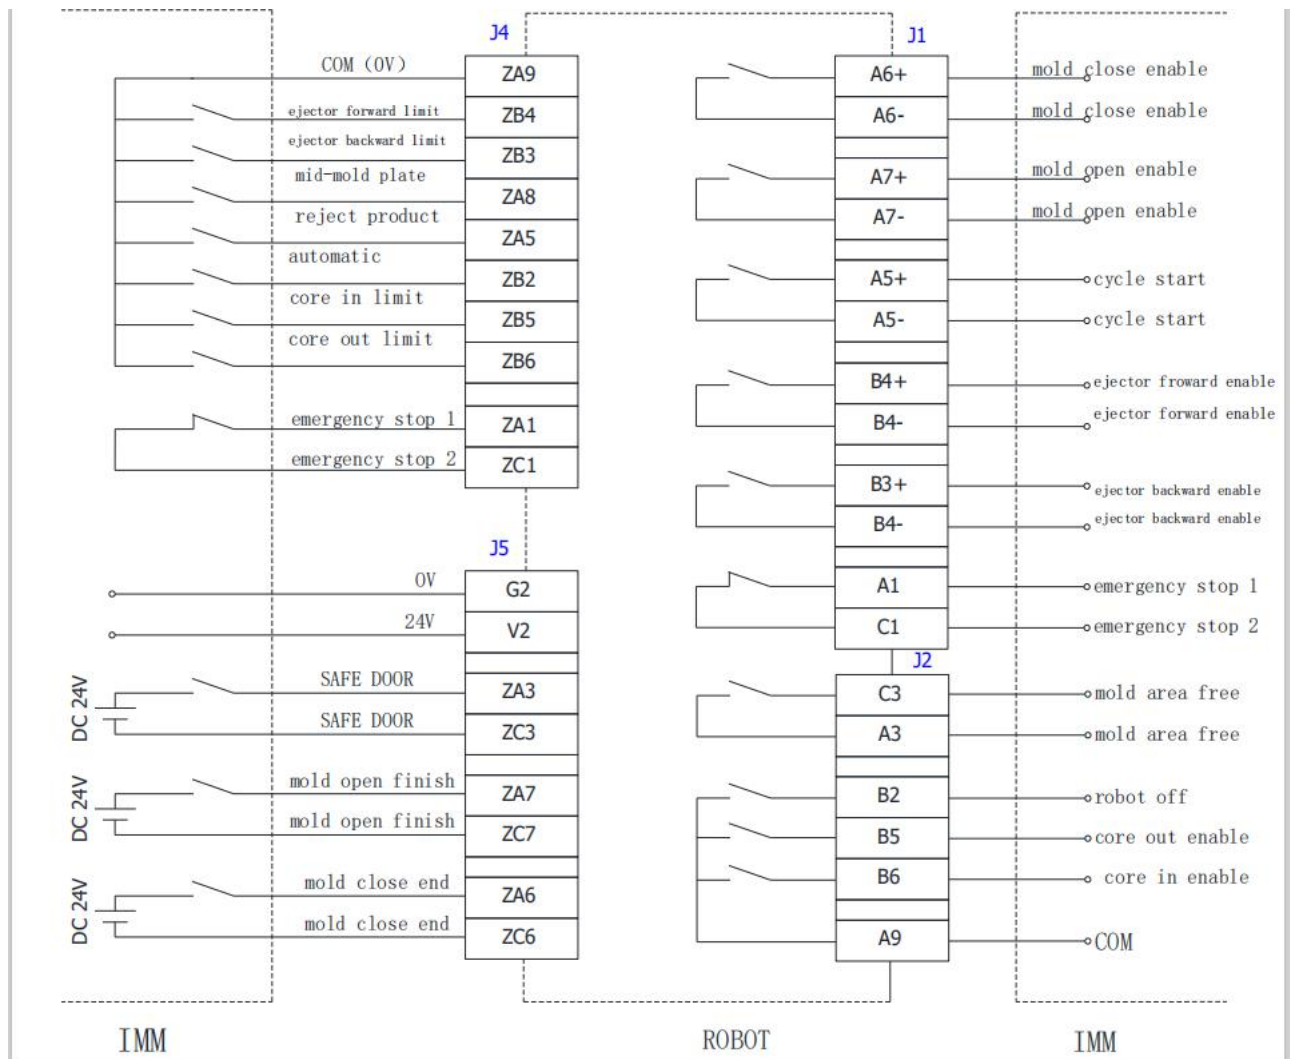 J4
COM (0V)
ZA9
ejector forward limit
ZB4
ejector backward limit
ZB3
mid-mold plate
ZA8
reject product
ZA5
automatic
ZB2
core in limit
ZB5
core out limit
ZB6
emergency stop 1
ZA1
emergency stop 2
ZC1
J5
0V
G2
24V
V2
DC 24V
SAFE DOOR
ZA3
SAFE DOOR
ZC3
DC 24V
mold open finish
ZA7
mold open finish
ZC7
DC 24V
mold close end
ZA6
mold close end
ZC6
IMM
J1
A6+
mold close enable
A6-
mold close enable
A7+
mold open enable
A7-
mold open enable
A5+
cycle start
A5-
cycle start
B4+
ejector froward enable
B4-
ejector forward enable
B3+
ejector backward enable
B4-
ejector backward enable
A1
emergency stop 1
C1
emergency stop 2
J2
C3
mold area free
A3
mold area free
B2
robot off
B5
core out enable
B6
core in enable
A9
COM
ROBOT
IMM